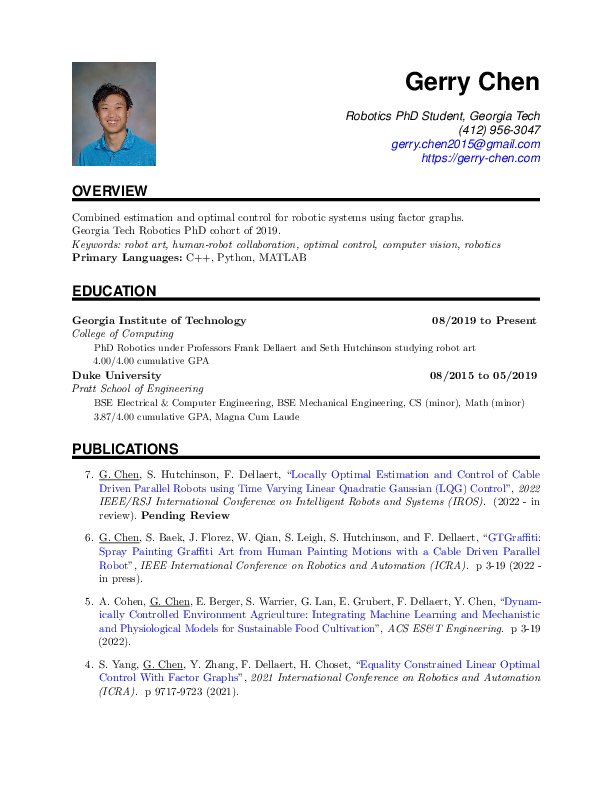 Gerry Chen
Robotics PhD Student, Georgia Tech
(412) 956-3047
gerry.chen2015@gmail.com
https://gerry-chen.com
OVERVIEW
Combined estimation and optimal control for robotic systems using factor graphs.
Georgia Tech Robotics PhD cohort of 2019.
Keywords: robot art, human-robot collaboration, optimal control, computer vision, robotics
Primary Languages: C++, Python, MATLAB
EDUCATION
Georgia Institute of Technology 08/2019 to Present
College of Computing
PhD Robotics under Professors Frank Dellaert and Seth Hutchinson studying robot art
4.00/4.00 cumulative GPA
Duke University 08/2015 to 05/2019
Pratt School of Engineering
BSE Electrical & Computer Engineering, BSE Mechanical Engineering, CS (minor), Math (minor)
3.87/4.00 cumulative GPA, Magna Cum Laude
PUBLICATIONS
7. G. Chen, S. Hutchinson, F. Dellaert, “Locally Optimal Estimation and Control of Cable
Driven Parallel Robots using Time Varying Linear Quadratic Gaussian (LQG) Control”, 2022
IEEE/RSJ International Conference on Intelligent Robots and Systems (IROS). (2022 - in
review). Pending Review
6. G. Chen, S. Baek, J. Florez, W. Qian, S. Leigh, S. Hutchinson, and F. Dellaert, “GTGraffiti:
Spray Painting Graffiti Art from Human Painting Motions with a Cable Driven Parallel
Robot”, IEEE International Conference on Robotics and Automation (ICRA). p 3-19 (2022 -
in press).
5. A. Cohen, G. Chen, E. Berger, S. Warrier, G. Lan, E. Grubert, F. Dellaert, Y. Chen, “Dynam-
ically Controlled Environment Agriculture: Integrating Machine Learning and Mechanistic
and Physiological Models for Sustainable Food Cultivation”, ACS ES&T Engineering. p 3-19
(2022).
4. S. Yang, G. Chen, Y. Zhang, F. Dellaert, H. Choset, “Equality Constrained Linear Optimal
Control With Factor Graphs”, 2021 International Conference on Robotics and Automation
(ICRA). p 9717-9723 (2021).